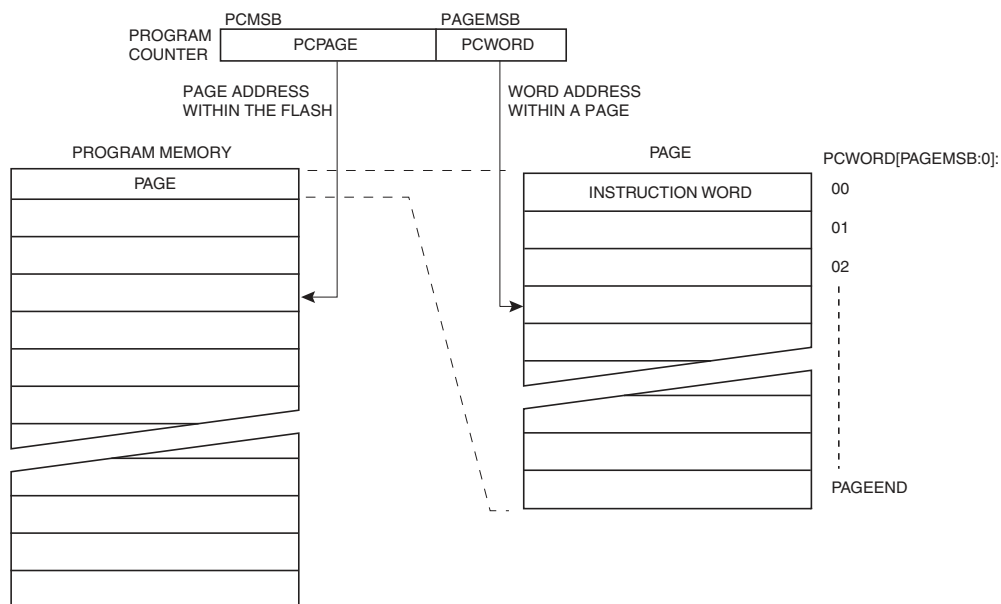 PCMSB PAGEMSB
PROGRAM COUNTER
PCPAGE PCWORD
PAGE ADDRESS
WITHIN THE FLASH
WORD ADDRESS
WITHIN A PAGE
PROGRAM MEMORY
PAGE
PAGE
PCWORD[PAGEMSB:0]:
INSTRUCTION WORD
00
01
02
PAGEEND